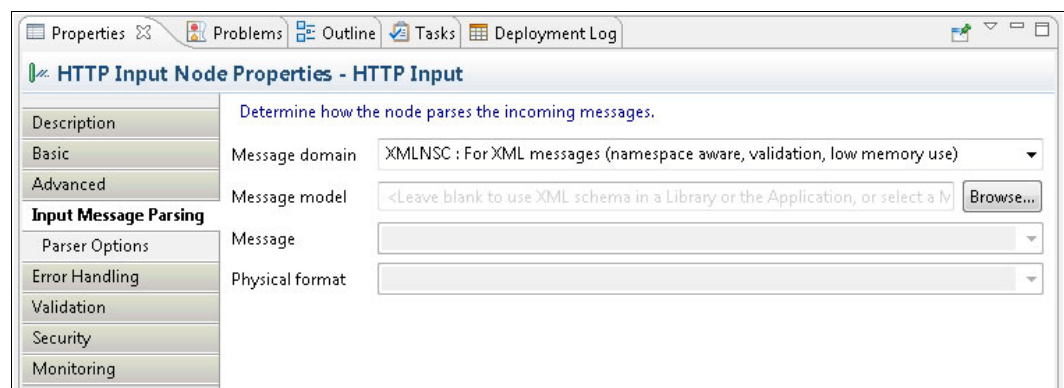 Properties Problems Outline Tasks Deployment Log
HTTP Input Node Properties - HTTP Input
Description
Basic
Advanced
Input Message Parsing
Parser Options
Error Handling
Validation
Security
Monitoring
Determine how the node parses the incoming messages.
Message domain XMLNSC : For XML messages (namespace aware, validation, low memory use)
Message model <Leave blank to use XML schema in a Library or the Application, or select a M Browse...
Message
Physical format